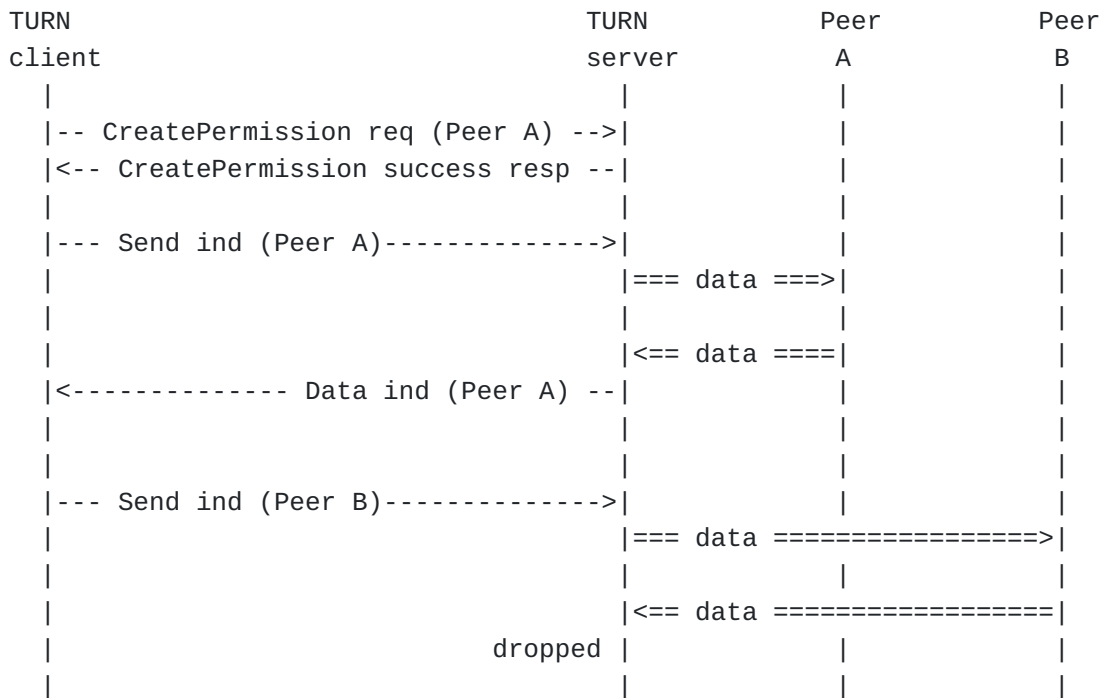 TURN                                 TURN           Peer          Peer
client                               server          A             B
  |                                    |             |             |
  |-- CreatePermission req (Peer A) -->|             |             |
  |<-- CreatePermission success resp --|             |             |
  |                                    |             |             |
  |--- Send ind (Peer A)-------------->|             |             |
  |                                    |=== data ===>|             |
  |                                    |             |             |
  |                                    |<== data ====|             |
  |<-------------- Data ind (Peer A) --|             |             |
  |                                    |             |             |
  |                                    |             |             |
  |--- Send ind (Peer B)-------------->|             |             |
  |                                    |=== data =================>|
  |                                    |             |             |
  |                                    |<== data ==================|
  |                            dropped |             |             |
  |                                    |             |             |